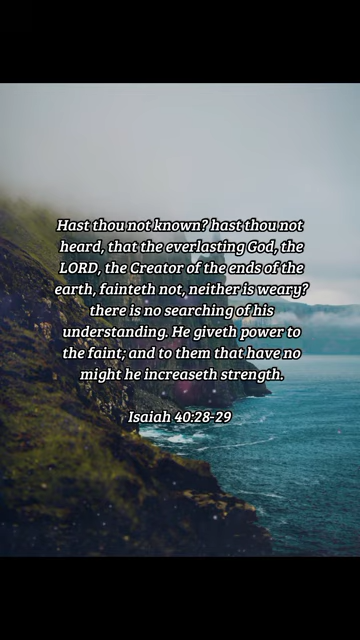 Hast thou not known? hast thou not
heard, that the everlasting God, the
LORD, the Creator of the ends of the
earth, fainteth not, neither is weary?
there is no searching of his
understanding. He giveth power to
the faint; and to them that have no
might he increaseth strength.
Isaiah 40:28-29